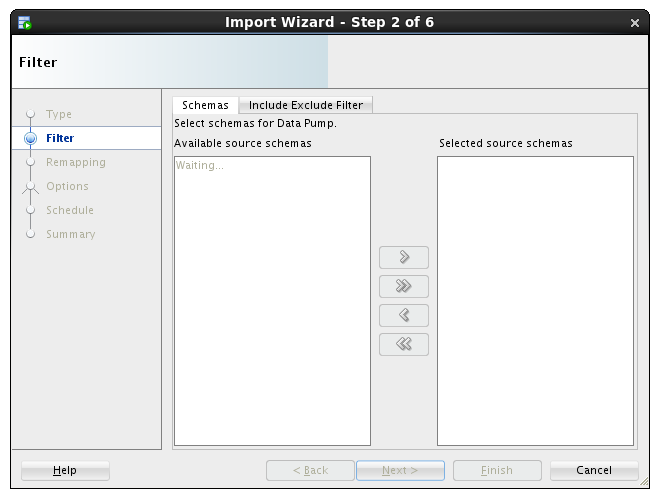 Import Wizard - Step 2 of 6
Filter
Type
Filter
Remapping
Options
Schedule
Summary
Schemas
Include Exclude Filter
Select schemas for Data Pump.
Available source schemas
Selected source schemas
Waiting...
Help
< Back
Next >
Finish
Cancel